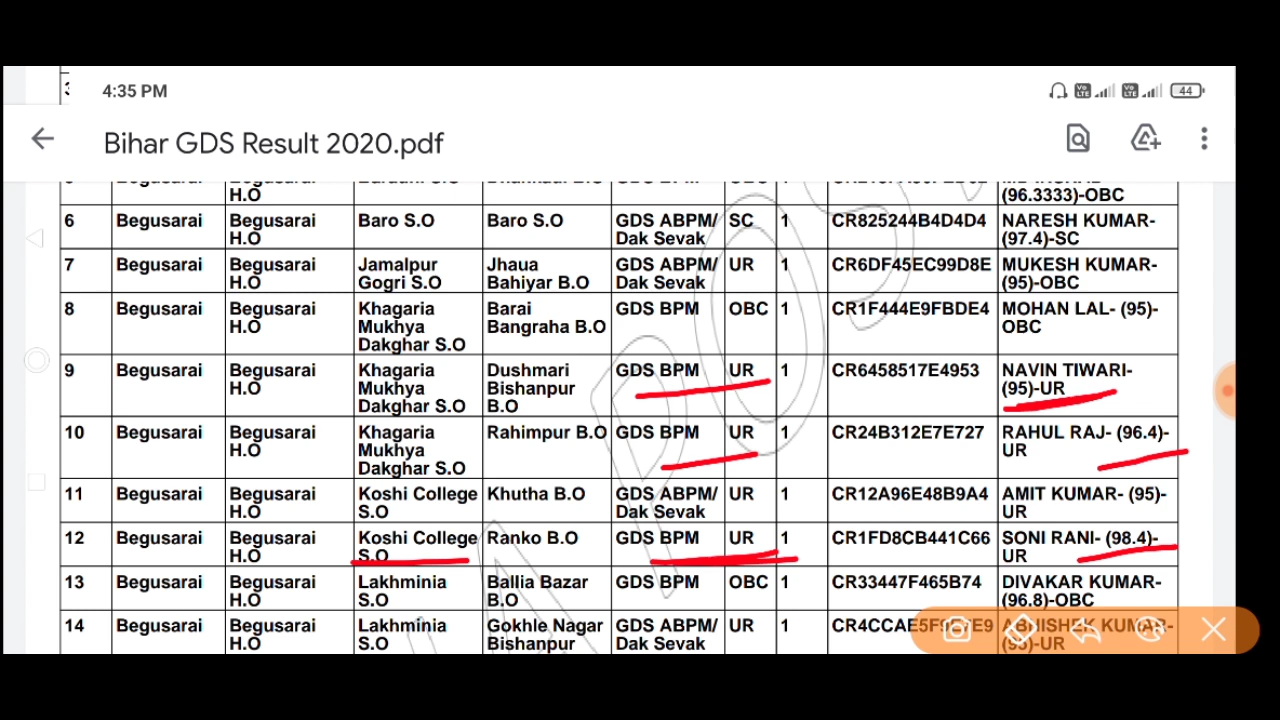 4:35 PM
44
Bihar GDS Result 2020.pdf
Begusarai Begusarai
H.O (96.3333)-OBC
6 Begusarai Begusarai Baro S.O Baro S.O GDS ABPM/ SC 1 CR825244B4D4D4 NARESH KUMAR-
H.O Dak Sevak (97.4)-SC
7 Begusarai Begusarai Jamalpur Jhaua GDS ABPM/ UR 1 CR6DF45EC99D8E MUKESH KUMAR-
H.O Gogri S.O Bahiyar B.O Dak Sevak (95)-OBC
8 Begusarai Begusarai Khagaria Barai GDS BPM OBC 1 CR1F444E9FBDE4 MOHAN LAL- (95)-
H.O Mukhya Bangraha B.O OBC
Dakghar S.O
9 Begusarai Begusarai Khagaria Dushmari GDS BPM UR 1 CR6458517E4953 NAVIN TIWARI-
H.O Mukhya Bishanpur (95)-UR
Dakghar S.O B.O
10 Begusarai Begusarai Khagaria Rahimpur B.O GDS BPM UR 1 CR24B312E7E727 RAHUL RAJ- (96.4)-
H.O Mukhya UR
Dakghar S.O
11 Begusarai Begusarai Koshi College Khutha B.O GDS ABPM/ UR 1 CR12A96E48B9A4 AMIT KUMAR- (95)-
H.O S.O Dak Sevak UR
12 Begusarai Begusarai Koshi College Ranko B.O GDS BPM UR 1 CR1FD8CB441C66 SONI RANI- (98.4)-
H.O S.O UR
13 Begusarai Begusarai Lakhminia Ballia Bazar GDS BPM OBC 1 CR33447F465B74 DIVAKAR KUMAR-
H.O S.O B.O (96.8)-OBC
14 Begusarai Begusarai Lakhminia Gokhle Nagar GDS ABPM/ UR 1 ABHISHEK KUMAR-
H.O S.O Bishanpur Dak Sevak (95)-UR